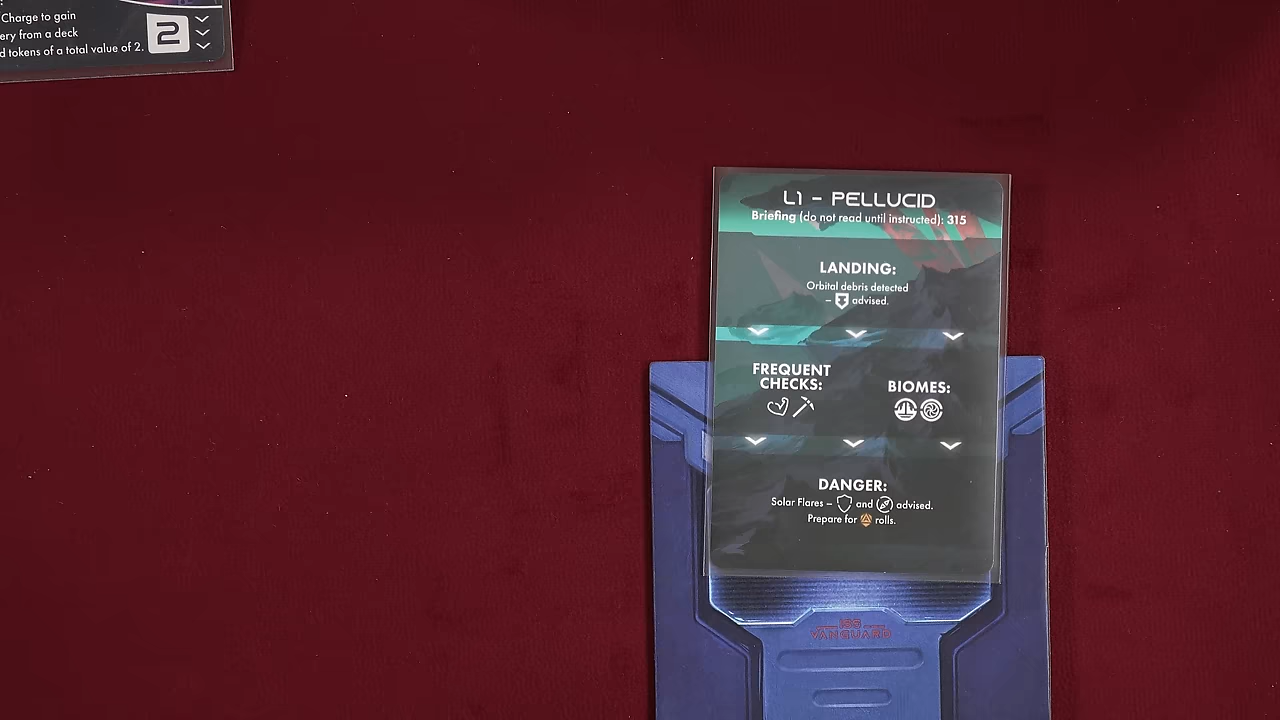 Charge to gain
ery from a deck
d tokens of a total value of 2.
2
L1 – PELLUCID
Briefing (do not read until instructed): 315
LANDING:
Orbital debris detected
– advised.
FREQUENT
CHECKS:
BIOMES:
DANGER:
Solar Flares – and advised.
Prepare for rolls.
ISS
VANGUARD